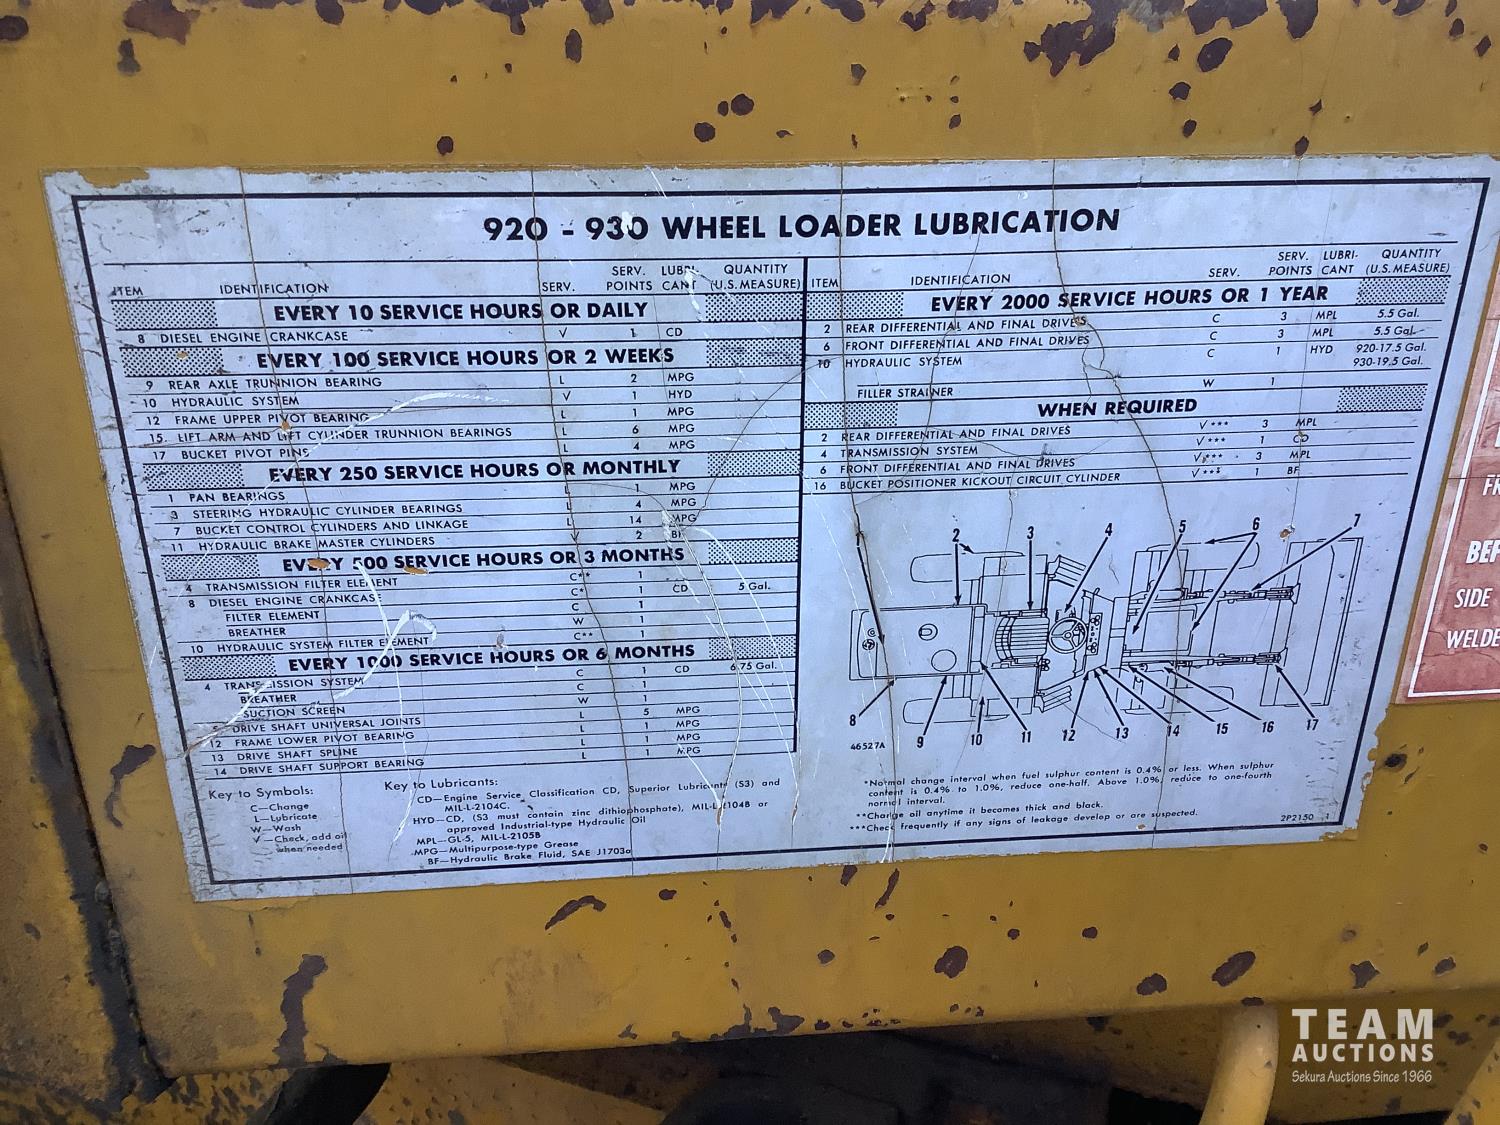 920 - 930 WHEEL LOADER LUBRICATION
ITEM IDENTIFICATION SERV. SERV. POINTS LUBRI- CANT QUANTITY (U.S. MEASURE)
EVERY 10 SERVICE HOURS OR DAILY
8 DIESEL ENGINE CRANKCASE V 1 CD
EVERY 100 SERVICE HOURS OR 2 WEEKS
9 REAR AXLE TRUNNION BEARING L 2 MPG
10 HYDRAULIC SYSTEM V 1 HYD
12 FRAME UPPER PIVOT BEARING L 1 MPG
15 LIFT ARM AND LIFT CYLINDER TRUNNION BEARINGS L 6 MPG
17 BUCKET PIVOT PINS L 4 MPG
EVERY 250 SERVICE HOURS OR MONTHLY
1 PAN BEARINGS L 1 MPG
3 STEERING HYDRAULIC CYLINDER BEARINGS L 4 MPG
7 BUCKET CONTROL CYLINDERS AND LINKAGE L 14 MPG
11 HYDRAULIC BRAKE MASTER CYLINDERS V 2 BF
EVERY 500 SERVICE HOURS OR 3 MONTHS
4 TRANSMISSION FILTER ELEMENT C** 1
8 DIESEL ENGINE CRANKCASE C* 1 CD 5 Gal.
FILTER ELEMENT C 1
BREATHER W 1
10 HYDRAULIC SYSTEM FILTER ELEMENT C** 1
EVERY 1000 SERVICE HOURS OR 6 MONTHS
4 TRANSMISSION SYSTEM C 1 CD 6.75 Gal.
BREATHER C 1
SUCTION SCREEN W 1
DRIVE SHAFT UNIVERSAL JOINTS L 5 MPG
12 FRAME LOWER PIVOT BEARING L 1 MPG
13 DRIVE SHAFT SPLINE L 1 MPG
14 DRIVE SHAFT SUPPORT BEARING L 1 MPG
Key to Symbols:
C—Change
L—Lubricate
W—Wash
V—Check, add oil
when needed
Key to Lubricants:
CD—Engine Service Classification CD, Superior Lubricants (S3) and
MIL-L-2104C.
HYD—CD, (S3 must contain zinc dithiophosphate), MIL-L-2104B or
approved Industrial-type Hydraulic Oil
MPL—GL-5, MIL-L-2105B
MPG—Multipurpose-type Grease
BF—Hydraulic Brake Fluid, SAE J1703a
ITEM IDENTIFICATION SERV. SERV. POINTS LUBRI- CANT QUANTITY (U.S. MEASURE)
EVERY 2000 SERVICE HOURS OR 1 YEAR
2 REAR DIFFERENTIAL AND FINAL DRIVES C 3 MPL 5.5 Gal.
6 FRONT DIFFERENTIAL AND FINAL DRIVES C 3 MPL 5.5 Gal.
10 HYDRAULIC SYSTEM C 1 HYD 920-17.5 Gal.
930-19.5 Gal.
FILLER STRAINER W 1
WHEN REQUIRED
2 REAR DIFFERENTIAL AND FINAL DRIVES V*** 3 MPL
4 TRANSMISSION SYSTEM V*** 1 CD
6 FRONT DIFFERENTIAL AND FINAL DRIVES V*** 3 MPL
16 BUCKET POSITIONER KICKOUT CIRCUIT CYLINDER V*** 1 BF
1 2 3 4 5 6 7
8 9 10 11 12 13 14 15 16 17
46527A
*Normal change interval when fuel sulphur content is 0.4% or less. When sulphur
content is 0.4% to 1.0%, reduce one-half. Above 1.0% reduce to one-fourth
normal interval.
**Change oil anytime it becomes thick and black.
***Check frequently if any signs of leakage develop or are suspected.
2P2150 1
FR
BEF
SIDE
WELDE
TEAM
AUCTIONS
Sekura Auctions Since 1966